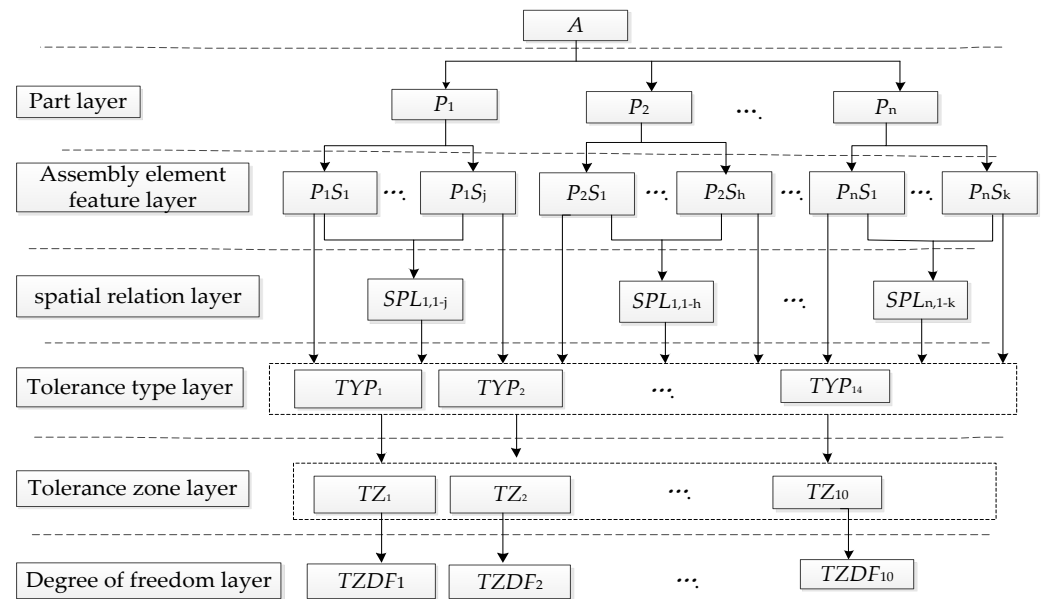 A
Part layer
P1
P2
...
Pn
Assembly element
feature layer
P1S1
...
P1Sj
P2S1
...
P2Sh
...
PnS1
...
PnSk
spatial relation layer
SPL1,1-j
SPL1,1-h
...
SPLn,1-k
Tolerance type layer
TYP1
TYP2
...
TYP14
Tolerance zone layer
TZ1
TZ2
...
TZ10
Degree of freedom layer
TZDF1
TZDF2
...
TZDF10